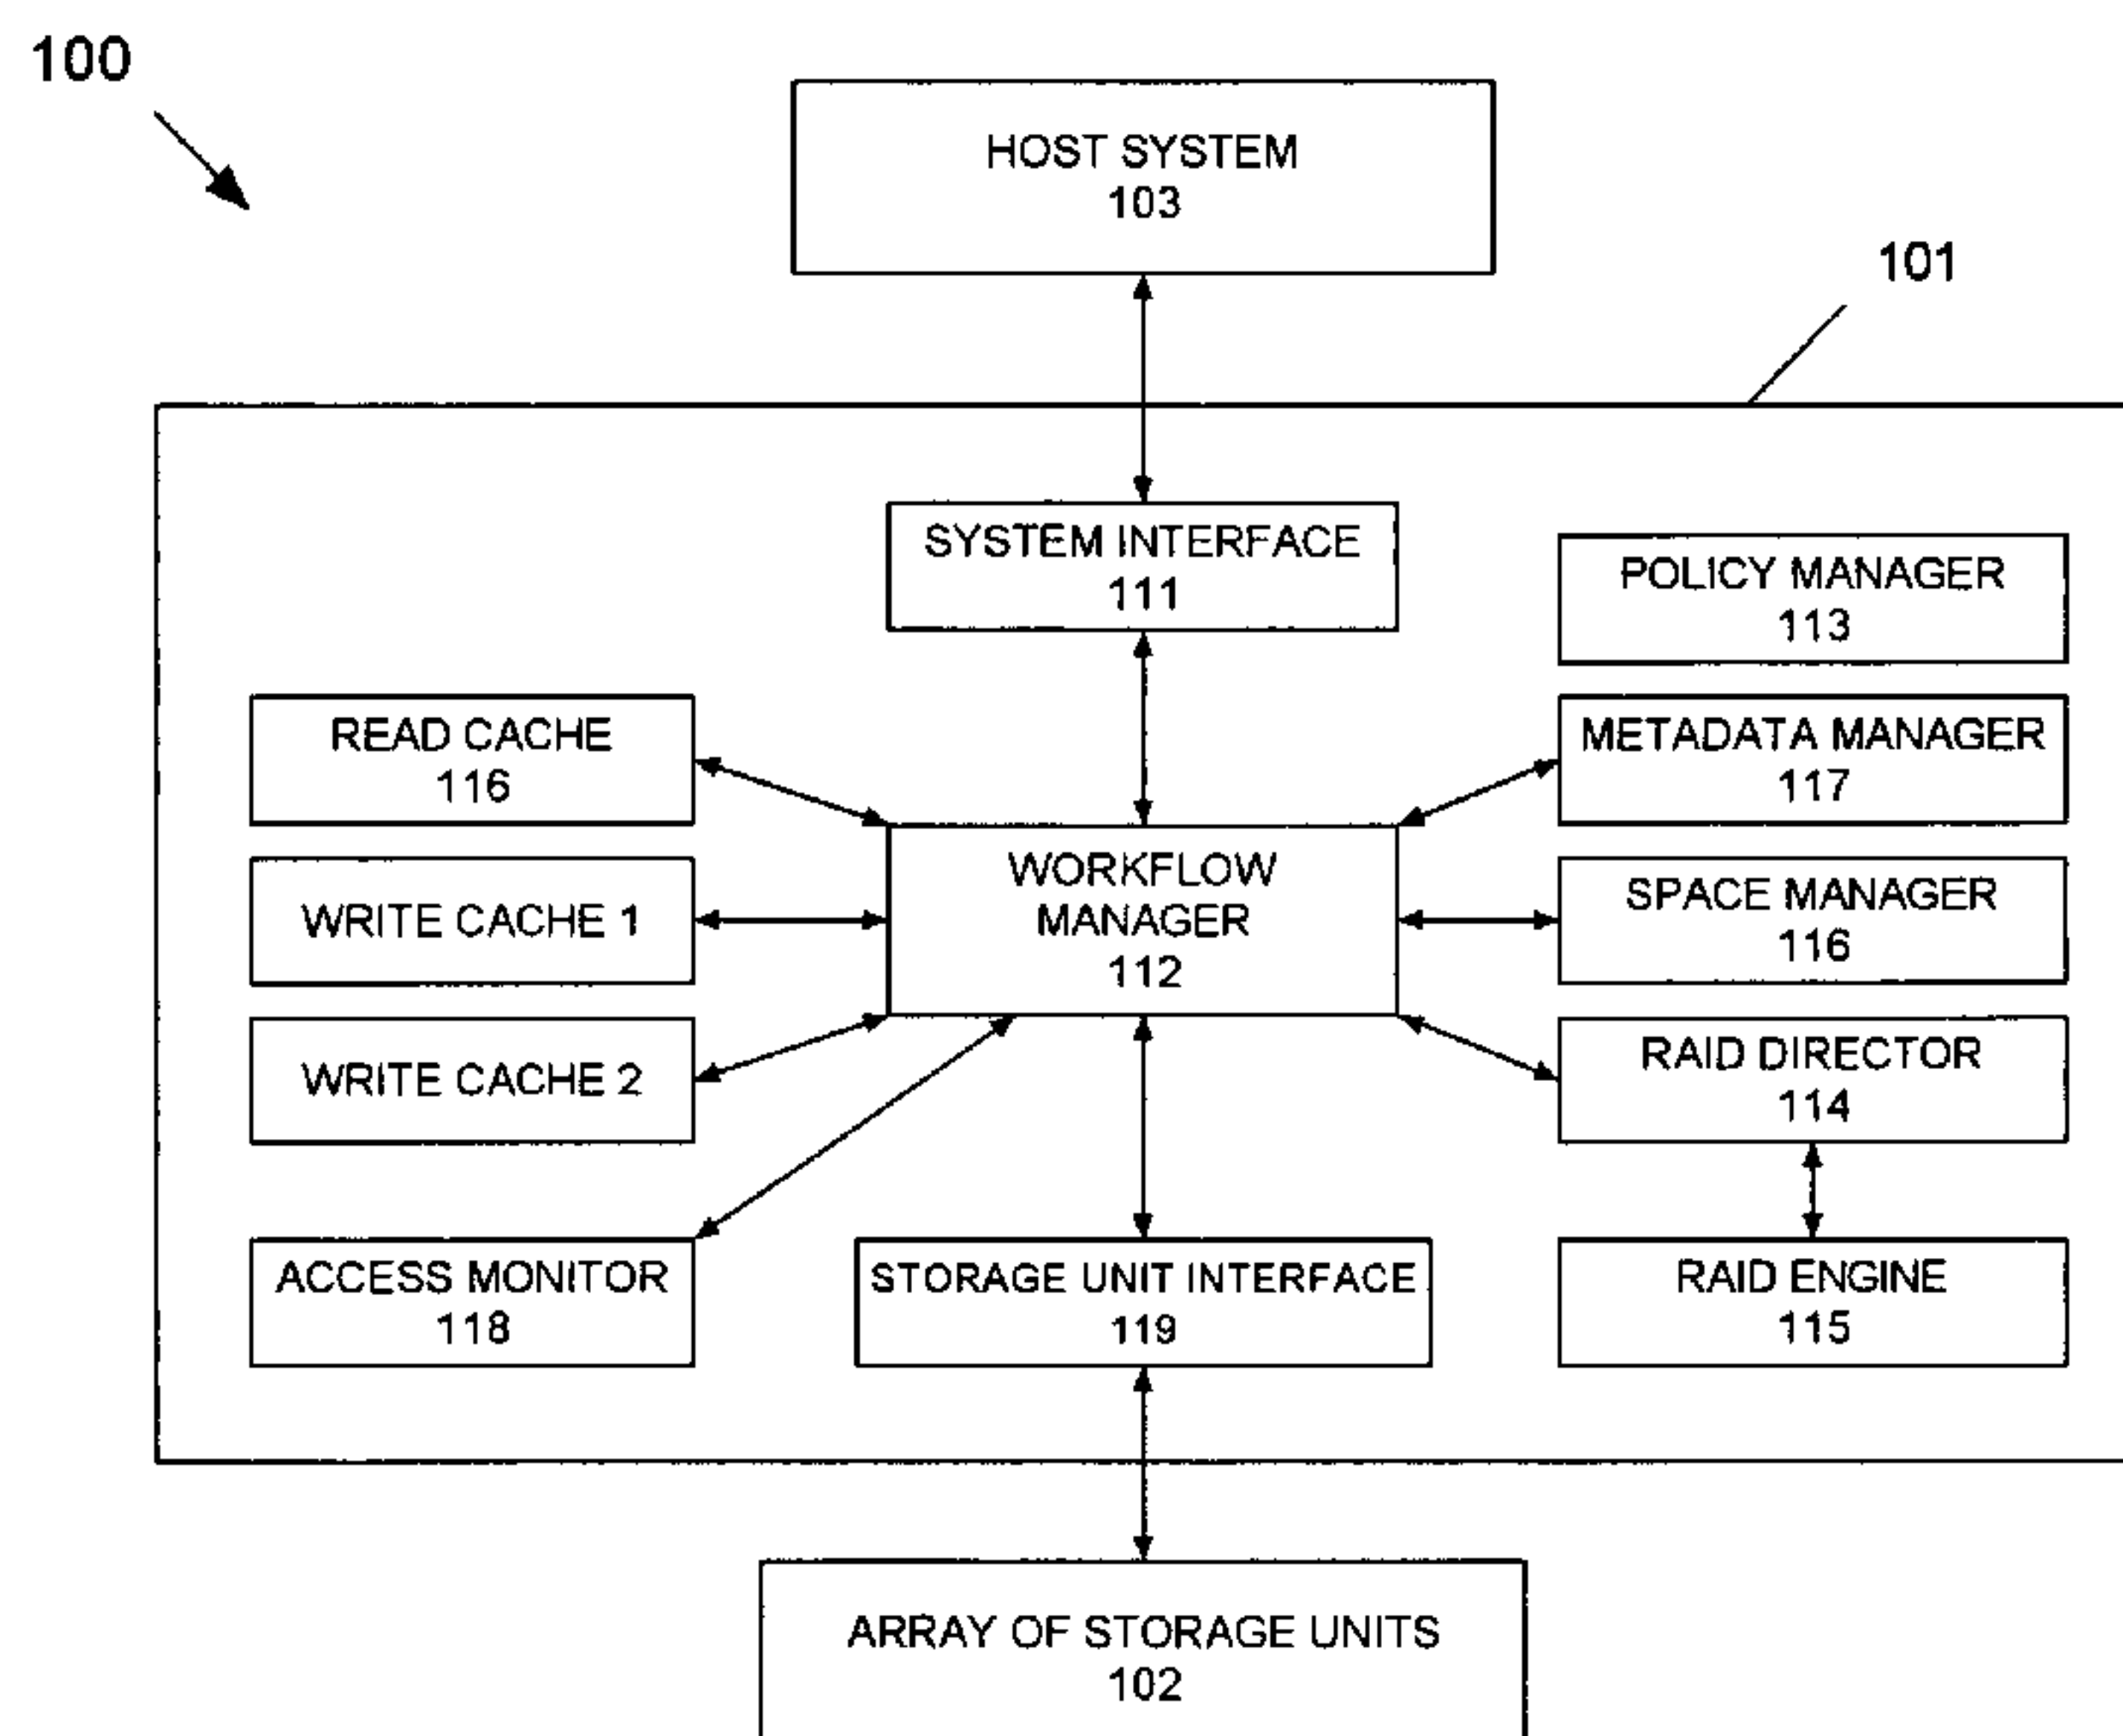 100
HOST SYSTEM
103
101
SYSTEM INTERFACE
111
POLICY MANAGER
113
READ CACHE
116
METADATA MANAGER
117
WORKFLOW
MANAGER
112
WRITE CACHE 1
SPACE MANAGER
116
WRITE CACHE 2
RAID DIRECTOR
114
ACCESS MONITOR
118
STORAGE UNIT INTERFACE
119
RAID ENGINE
115
ARRAY OF STORAGE UNITS
102